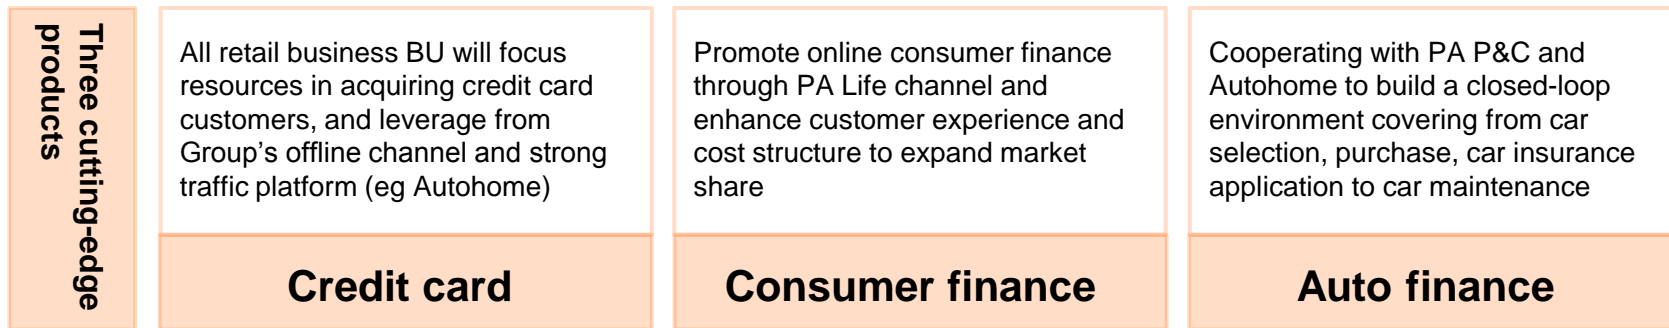 Three cutting-edge
products
All retail business BU will focus
resources in acquiring credit card
customers, and leverage from
Group's offline channel and strong
traffic platform (eg Autohome)
Credit card
Promote online consumer finance
through PA Life channel and
enhance customer experience and
cost structure to expand market
share
Consumer finance
Cooperating with PA P&C and
Autohome to build a closed-loop
environment covering from car
selection, purchase, car insurance
application to car maintenance
Auto finance